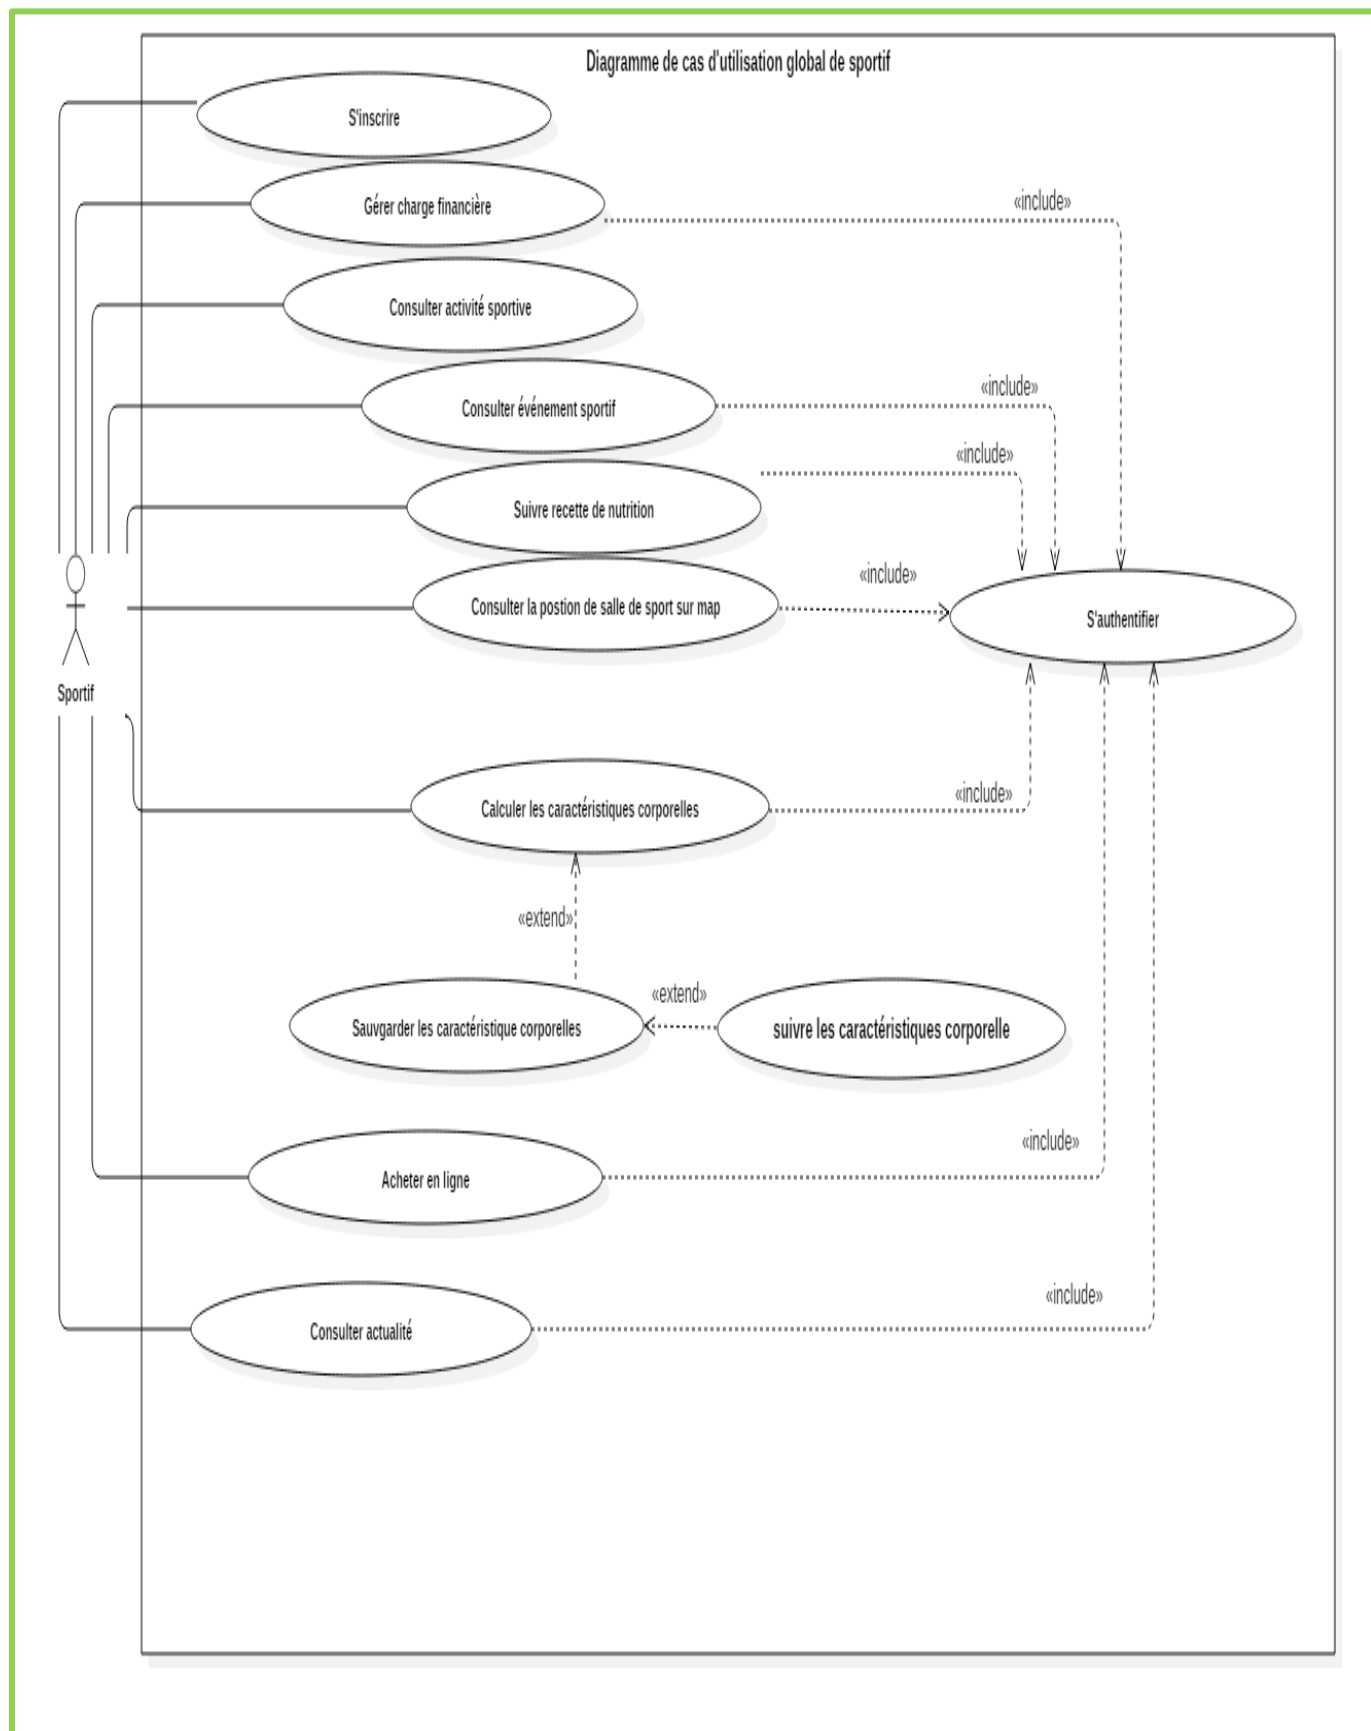 Diagramme de cas d'utilisation global de sportif
S'inscrire
Gérer charge financière
«include»
Consulter activité sportive
«include»
Consulter événement sportif
«include»
Suivre recette de nutrition
«include»
Consulter la postion de salle de sport sur map
S'authentifier
Sportif
Calculer les caractéristiques corporelles
«include»
«extend»
«extend»
Sauvgarder les caractéristique corporelles
suivre les caractéristiques corporelle
«include»
Acheter en ligne
«include»
Consulter actualité